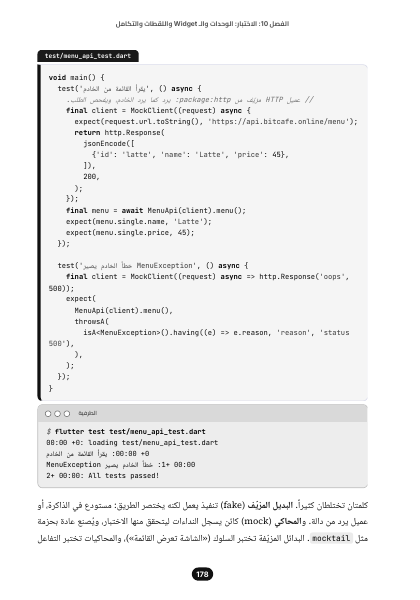 الفصل 10: الاختبار: الوحدات والـ Widget واللقطات والتكامل
test/menu_api_test.dart
void main() {
test('يقرأ القائمة من الخادم', () async {
// عميل HTTP مزيّف من package:http: يرد كما يرد الخادم، ويفحص الطلب.
final client = MockClient((request) async {
expect(request.url.toString(), 'https://api.bitcafe.online/menu');
return http.Response(
jsonEncode([
{'id': 'latte', 'name': 'Latte', 'price': 45},
]),
200,
);
});
final menu = await MenuApi(client).menu();
expect(menu.single.name, 'Latte');
expect(menu.single.price, 45);
});
test('خطأ الخادم يصير MenuException', () async {
final client = MockClient((request) async => http.Response('oops',
500));
expect(
MenuApi(client).menu(),
throwsA(
isA<MenuException>().having((e) => e.reason, 'reason', 'status
500'),
),
);
});
}
الطرفية
$ flutter test test/menu_api_test.dart
00:00 +0: loading test/menu_api_test.dart
00:00 +0: يقرأ القائمة من الخادم
00:00 +1: خطأ الخادم يصير MenuException
00:00 +2: All tests passed!
كلمتان تختلطان كثيراً. البديل المزيّف (fake) تنفيذ يعمل لكنه يختصر الطريق: مستودع في الذاكرة، أو
عميل يرد من دالة. والمحاكي (mock) كائن يسجل النداءات ليتحقق منها الاختبار، ويُصنع عادة بحزمة
مثل mocktail. البدائل المزيّفة تختبر السلوك («الشاشة تعرض القائمة»)، والمحاكيات تختبر التفاعل
178